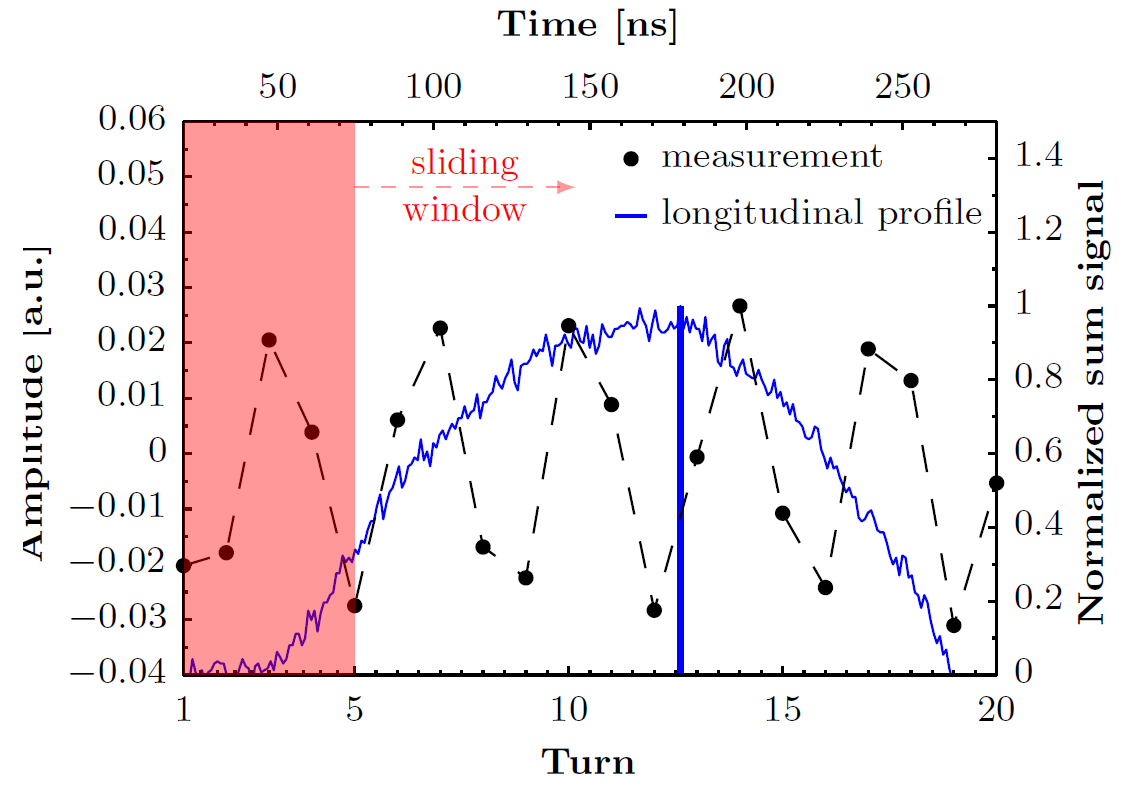 Time [ns]
50 100 150 200 250
Amplitude [a.u.]
0.06
0.05
0.04
0.03
0.02
0.01
0
−0.01
−0.02
−0.03
−0.04
sliding
window
measurement
longitudinal profile
1.4
1.2
1
0.8
0.6
0.4
0.2
0
Normalized sum signal
1 5 10 15 20
Turn